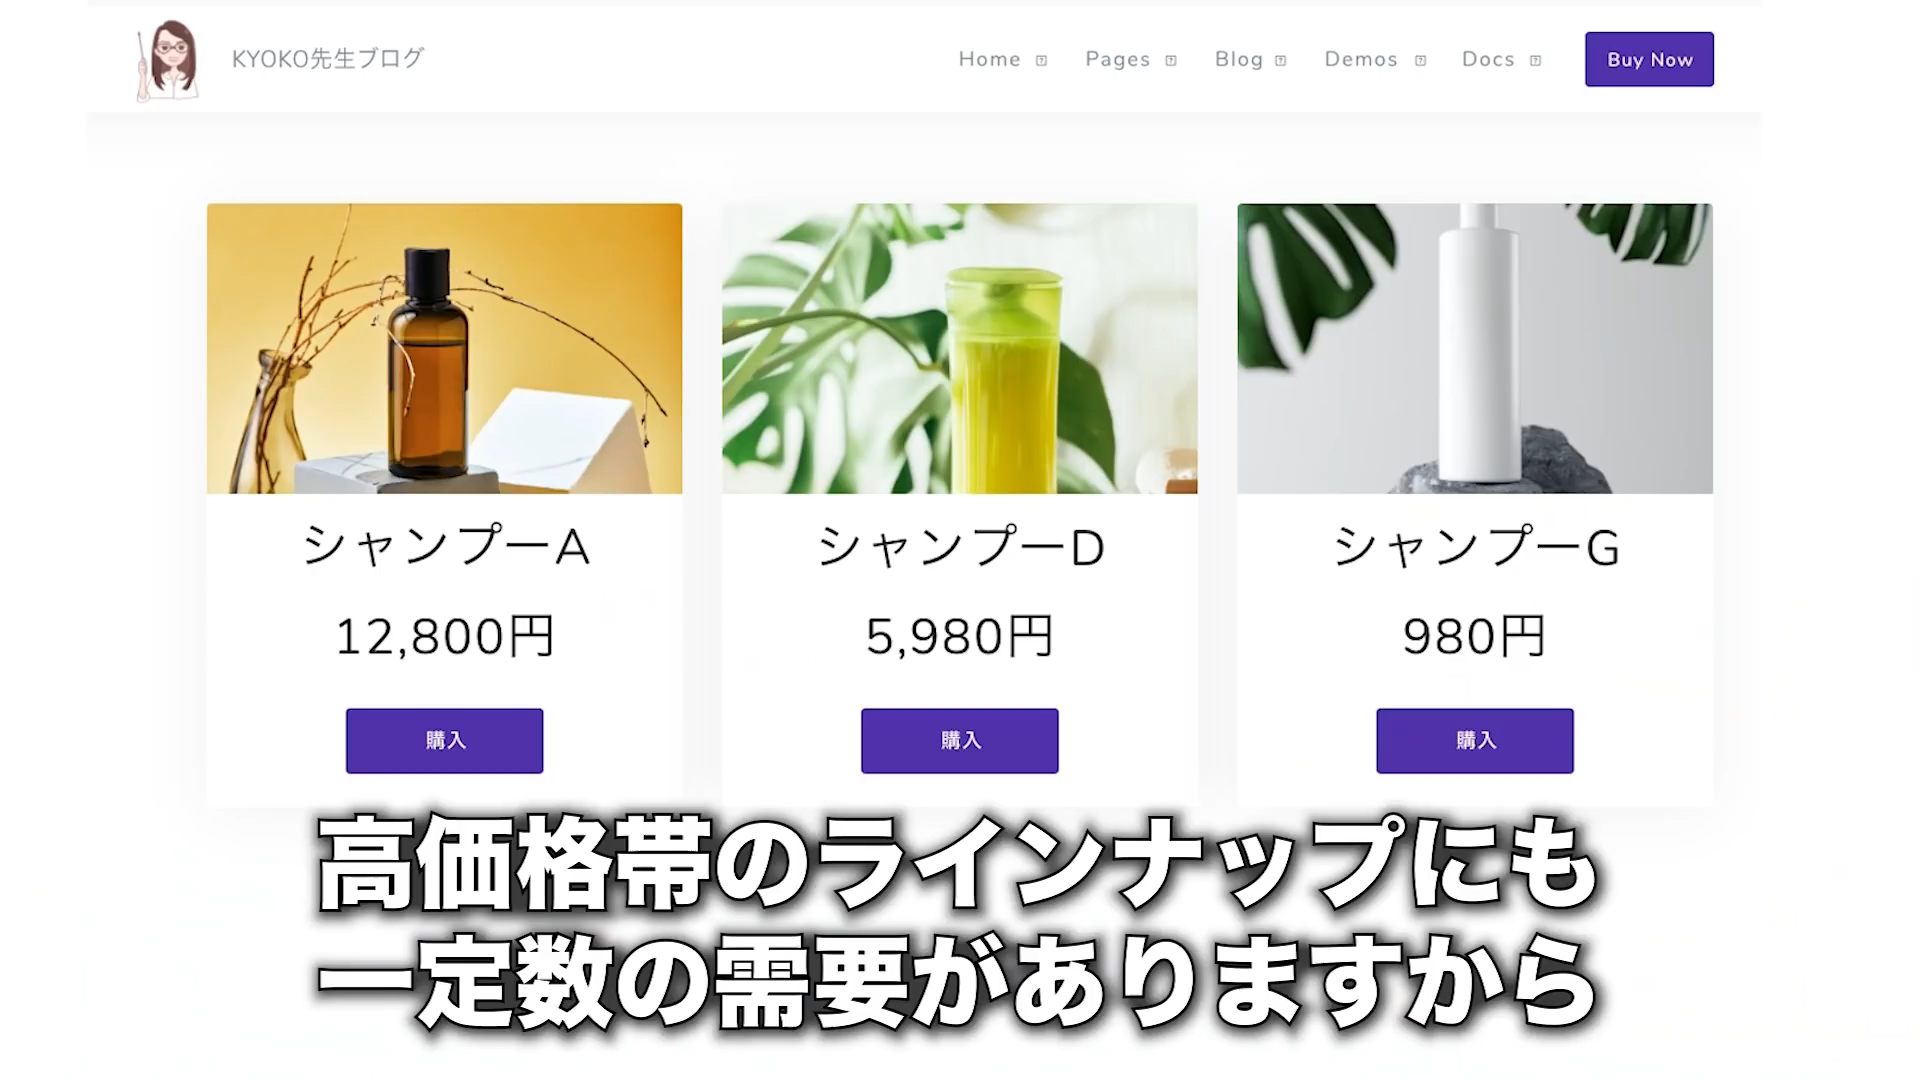 KYOKO先生ブログ
Home Pages Blog Demos Docs Buy Now
シャンプーA シャンプーD シャンプーG
12,800円 5,980円 980円
購入 購入 購入
高価格帯のラインナップにも
一定数の需要がありますから